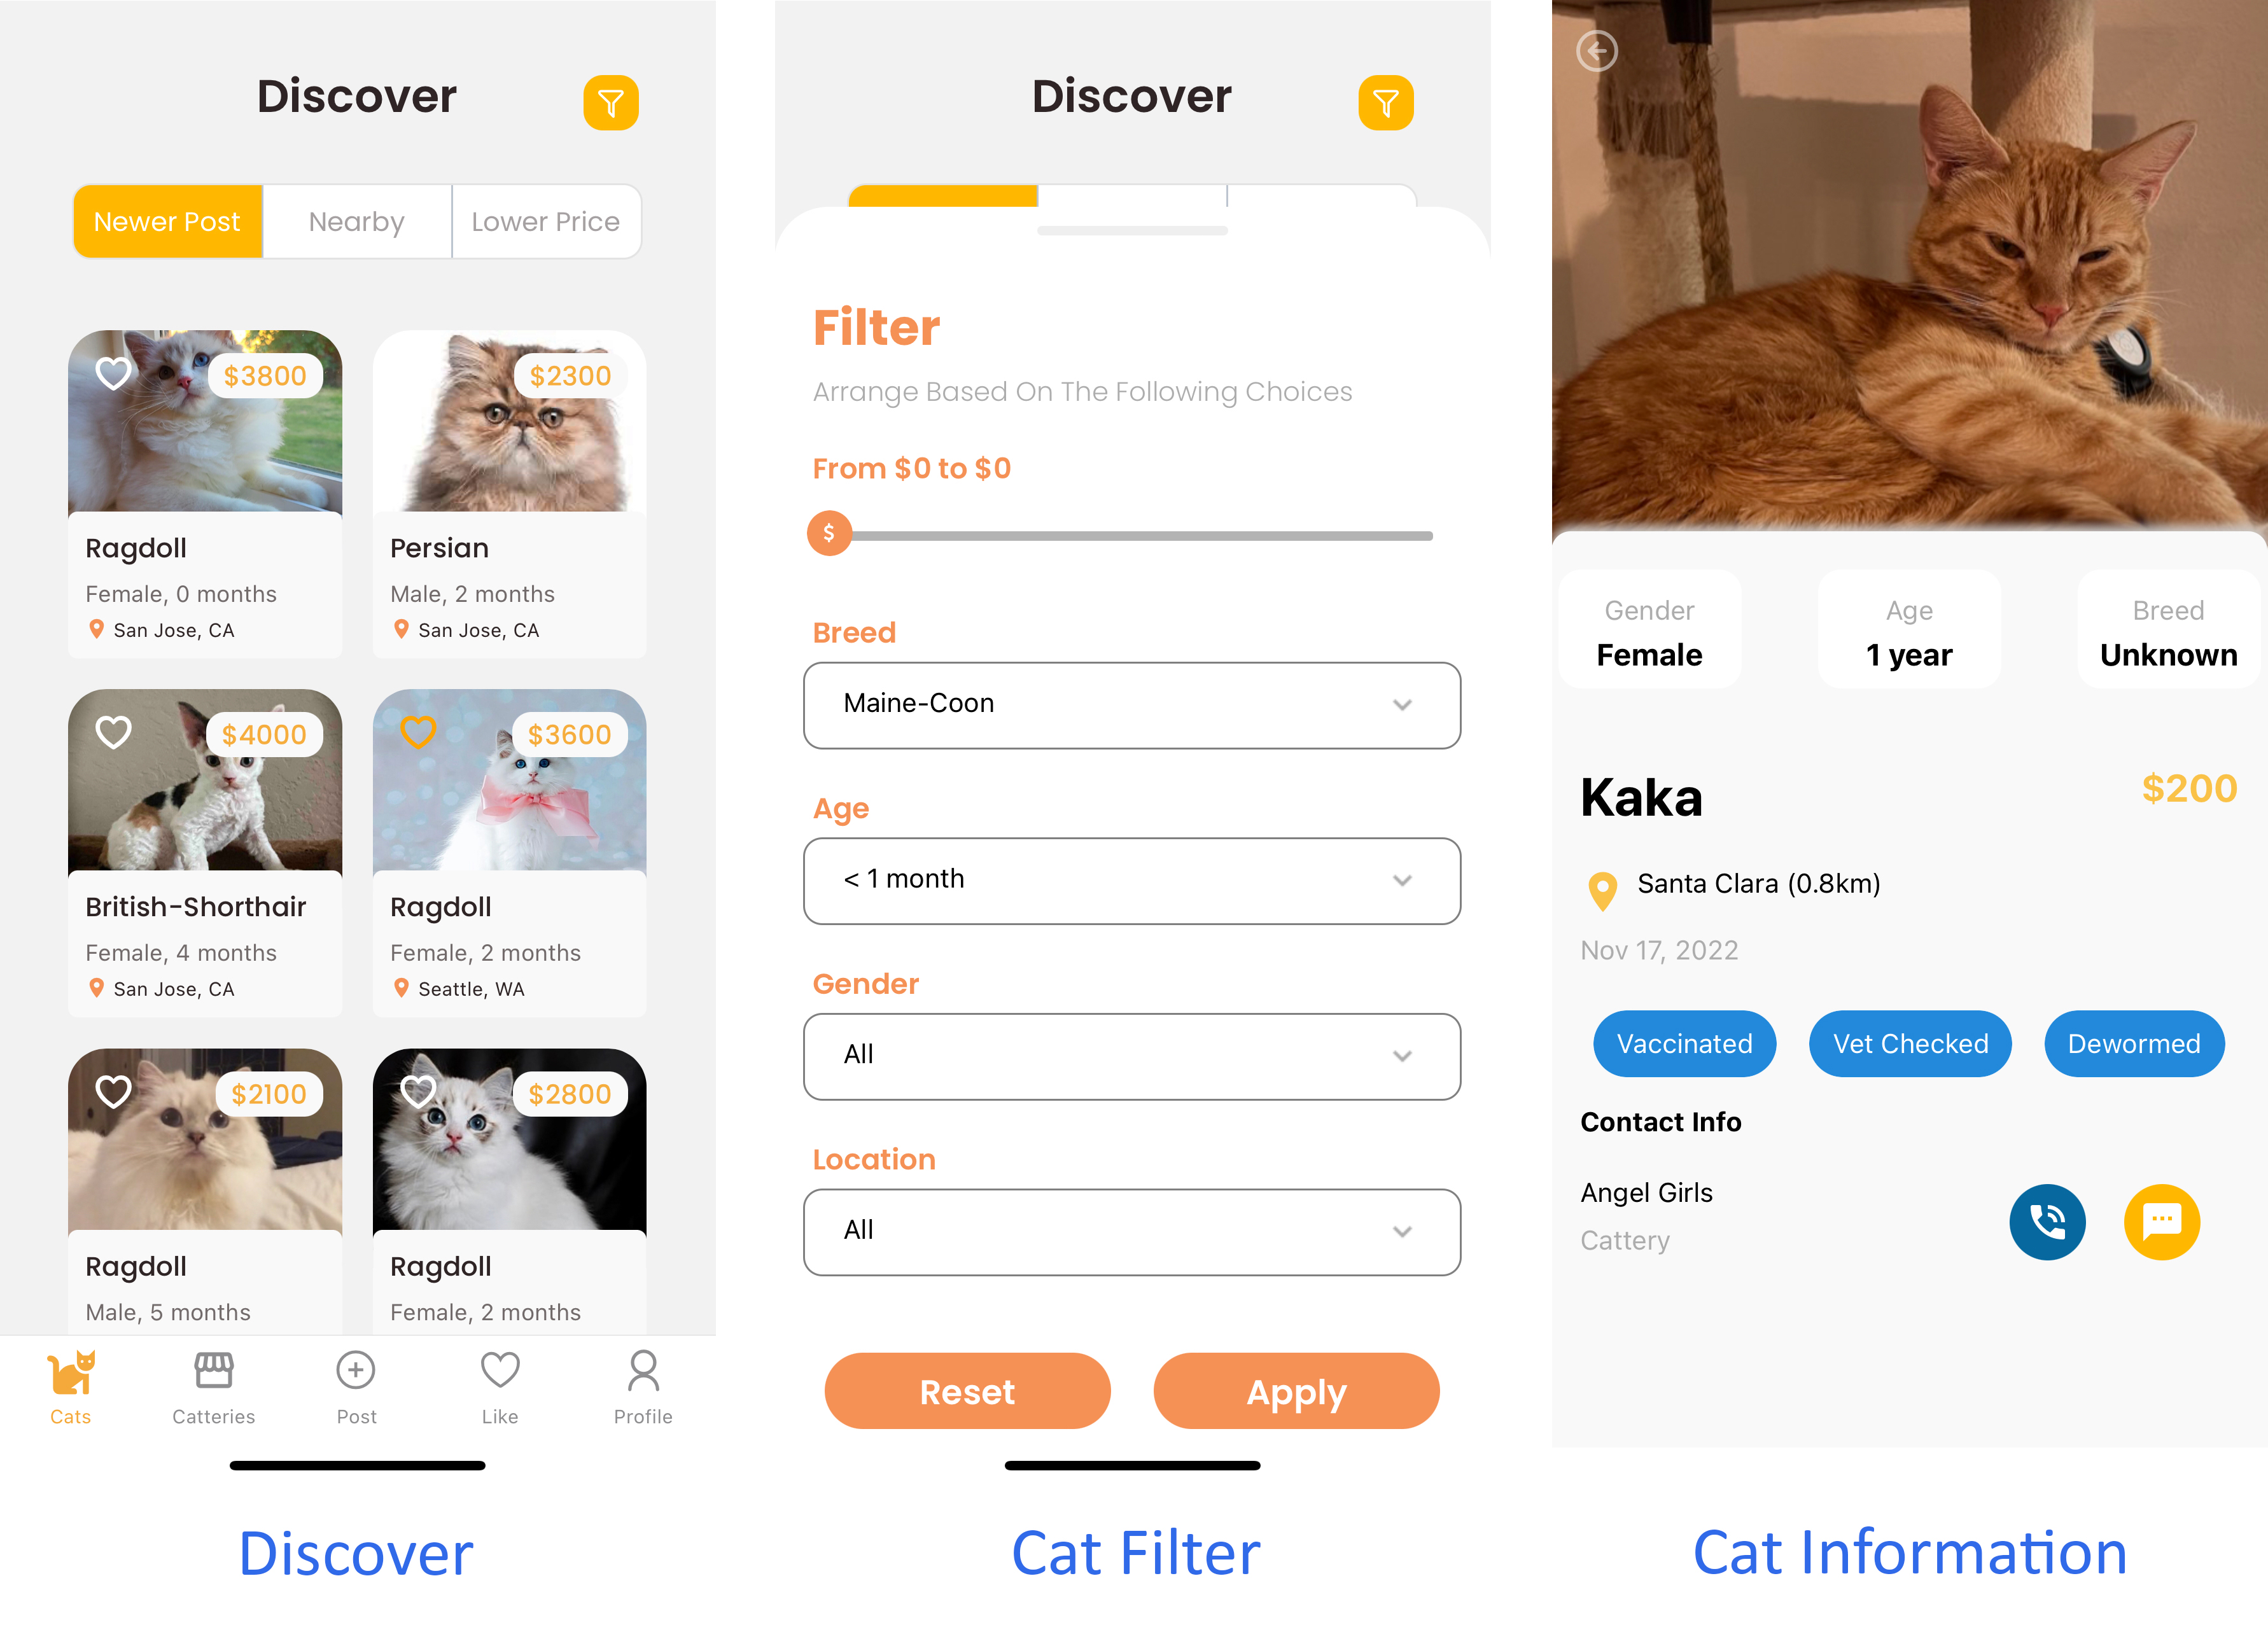 Discover
Newer Post
Nearby
Lower Price
$3800
$2300
Ragdoll
Female, 0 months
San Jose, CA
Persian
Male, 2 months
San Jose, CA
$4000
$3600
British-Shorthair
Female, 4 months
San Jose, CA
Ragdoll
Female, 2 months
Seattle, WA
$2100
$2800
Ragdoll
Male, 5 months
Ragdoll
Female, 2 months
Cats
Catteries
Post
Like
Profile
Discover
Discover
Filter
Arrange Based On The Following Choices
From $0 to $0
$
Breed
Maine-Coon
Age
< 1 month
Gender
All
Location
All
Reset
Apply
Cat Filter
Gender
Female
Age
1 year
Breed
Unknown
Kaka
$200
Santa Clara (0.8km)
Nov 17, 2022
Vaccinated
Vet Checked
Dewormed
Contact Info
Angel Girls
Cattery
Cat Information